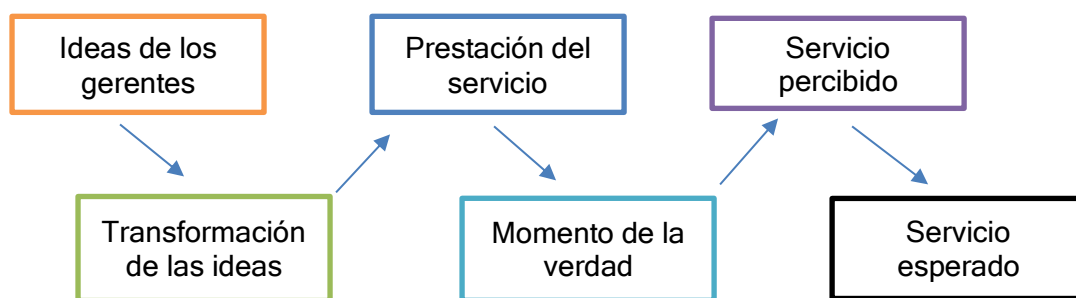 Ideas de los
gerentes
Prestación del
servicio
Servicio
percibido
Transformación
de las ideas
Momento de la
verdad
Servicio
esperado